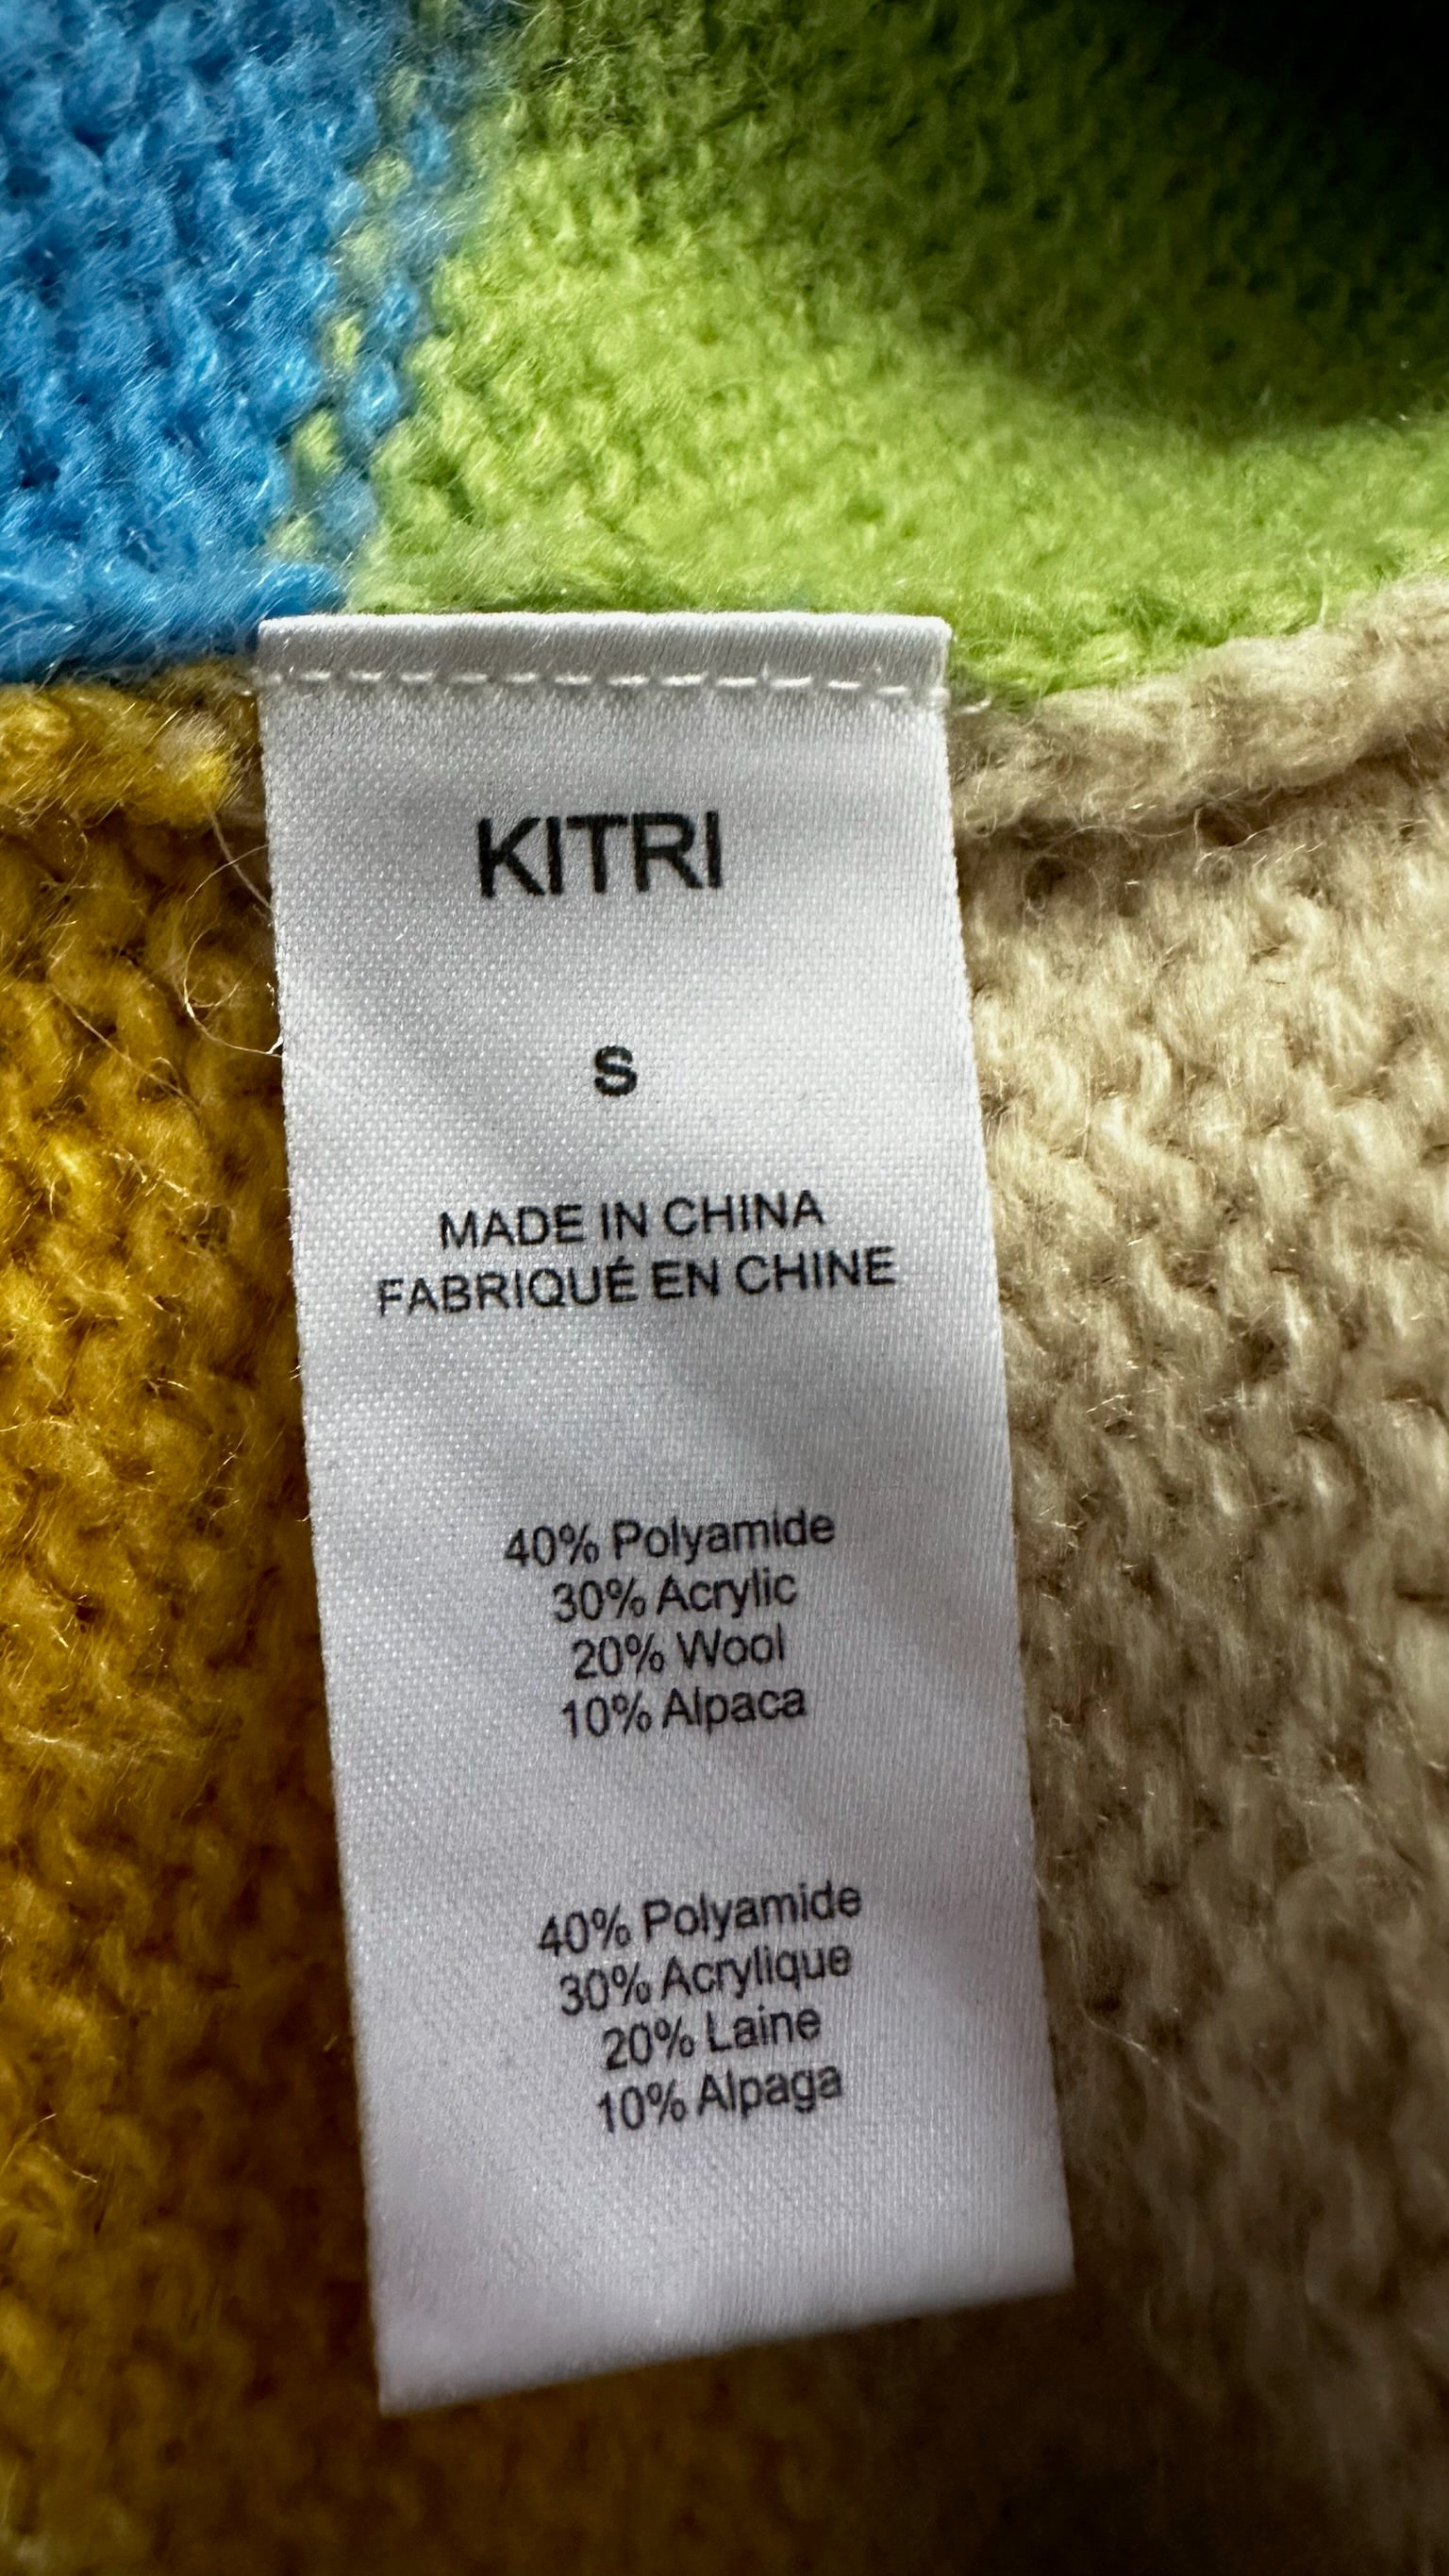 KITRI
S
MADE IN CHINA
FABRIQUÉ EN CHINE
40% Polyamide
30% Acrylic
20% Wool
10% Alpaca
40% Polyamide
30% Acrylique
20% Laine
10% Alpaga